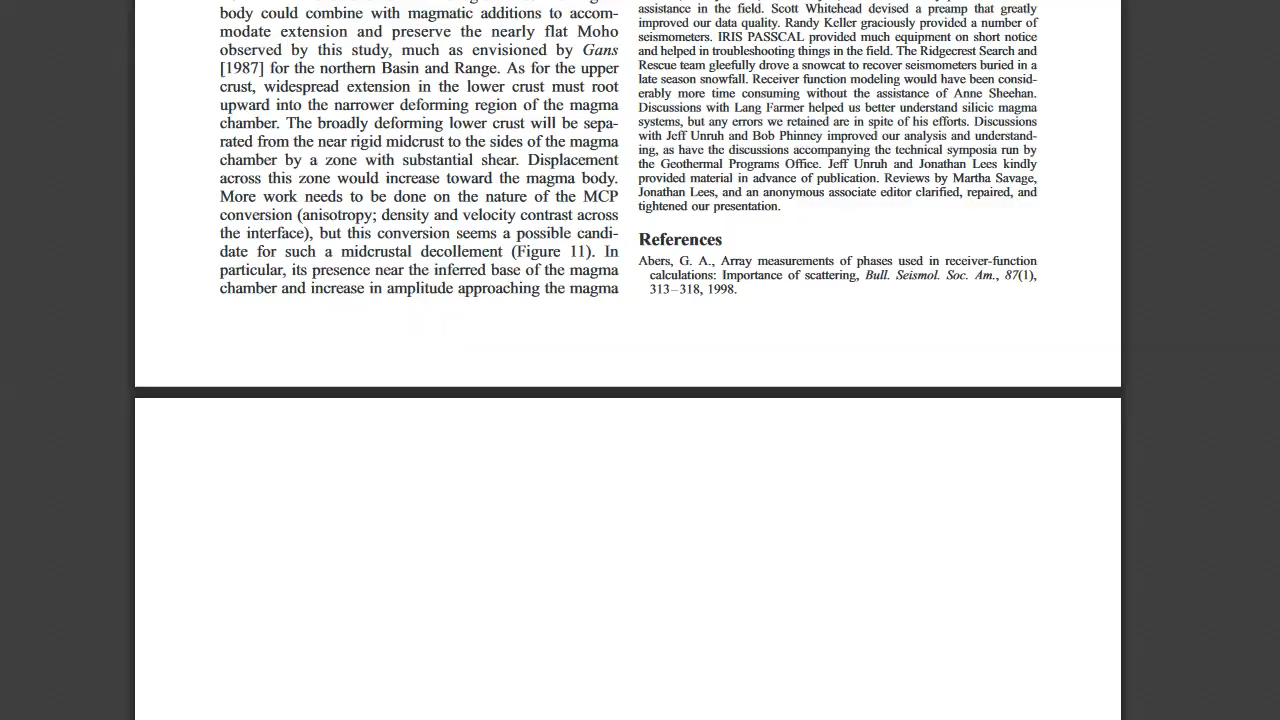 body could combine with magmatic additions to accom-
modate extension and preserve the nearly flat Moho
observed by this study, much as envisioned by Gans
[1987] for the northern Basin and Range. As for the upper
crust, widespread extension in the lower crust must root
upward into the narrower deforming region of the magma
chamber. The broadly deforming lower crust will be sepa-
rated from the near rigid midcrust to the sides of the magma
chamber by a zone with substantial shear. Displacement
across this zone would increase toward the magma body.
More work needs to be done on the nature of the MCP
conversion (anisotropy; density and velocity contrast across
the interface), but this conversion seems a possible candi-
date for such a midcrustal decollement (Figure 11). In
particular, its presence near the inferred base of the magma
chamber and increase in amplitude approaching the magma
assistance in the field. Scott Whitehead devised a preamp that greatly
improved our data quality. Randy Keller graciously provided a number of
seismometers. IRIS PASSCAL provided much equipment on short notice
and helped in troubleshooting things in the field. The Ridgecrest Search and
Rescue team gleefully drove a snowcat to recover seismometers buried in a
late season snowfall. Receiver function modeling would have been consid-
erably more time consuming without the assistance of Anne Sheehan.
Discussions with Lang Farmer helped us better understand silicic magma
systems, but any errors we retained are in spite of his efforts. Discussions
with Jeff Unruh and Bob Phinney improved our analysis and understand-
ing, as have the discussions accompanying the technical symposia run by
the Geothermal Programs Office. Jeff Unruh and Jonathan Lees kindly
provided material in advance of publication. Reviews by Martha Savage,
Jonathan Lees, and an anonymous associate editor clarified, repaired, and
tightened our presentation.
References
Abers, G. A., Array measurements of phases used in receiver-function
calculations: Importance of scattering, Bull. Seismol. Soc. Am., 87(1),
313–318, 1998.